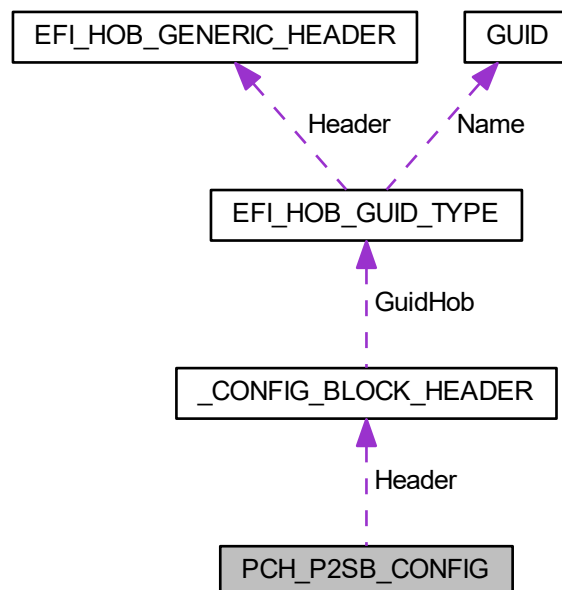 EFI_HOB_GENERIC_HEADER
GUID
Header
Name
EFI_HOB_GUID_TYPE
GuidHob
_CONFIG_BLOCK_HEADER
Header
PCH_P2SB_CONFIG